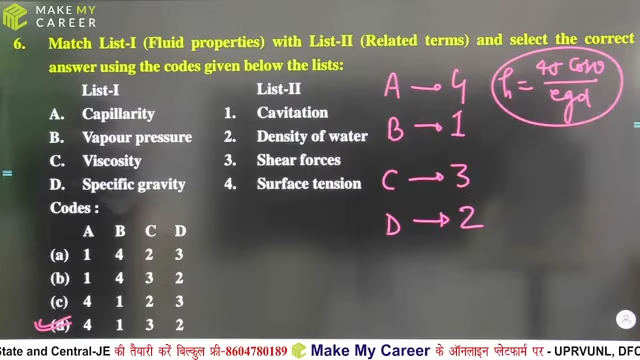 MAKE MY
CAREER
6. Match List-I (Fluid properties) with List-II (Related terms) and select the correct
answer using the codes given below the lists:
List-I List-II
A. Capillarity 1. Cavitation
B. Vapour pressure 2. Density of water
C. Viscosity 3. Shear forces
D. Specific gravity 4. Surface tension
Codes :
A B C D
(a) 1 4 2 3
(b) 1 4 3 2
(c) 4 1 2 3
(d) 4 1 3 2
A → 4
B → 1
C → 3
D → 2
h = 4σ cosθ / ρgd
State and Central-JE की तैयारी करें बिल्कुल फ्री-8604780189 Make My Career के ऑनलाइन प्लेटफार्म पर - UPRVUNL, DFC